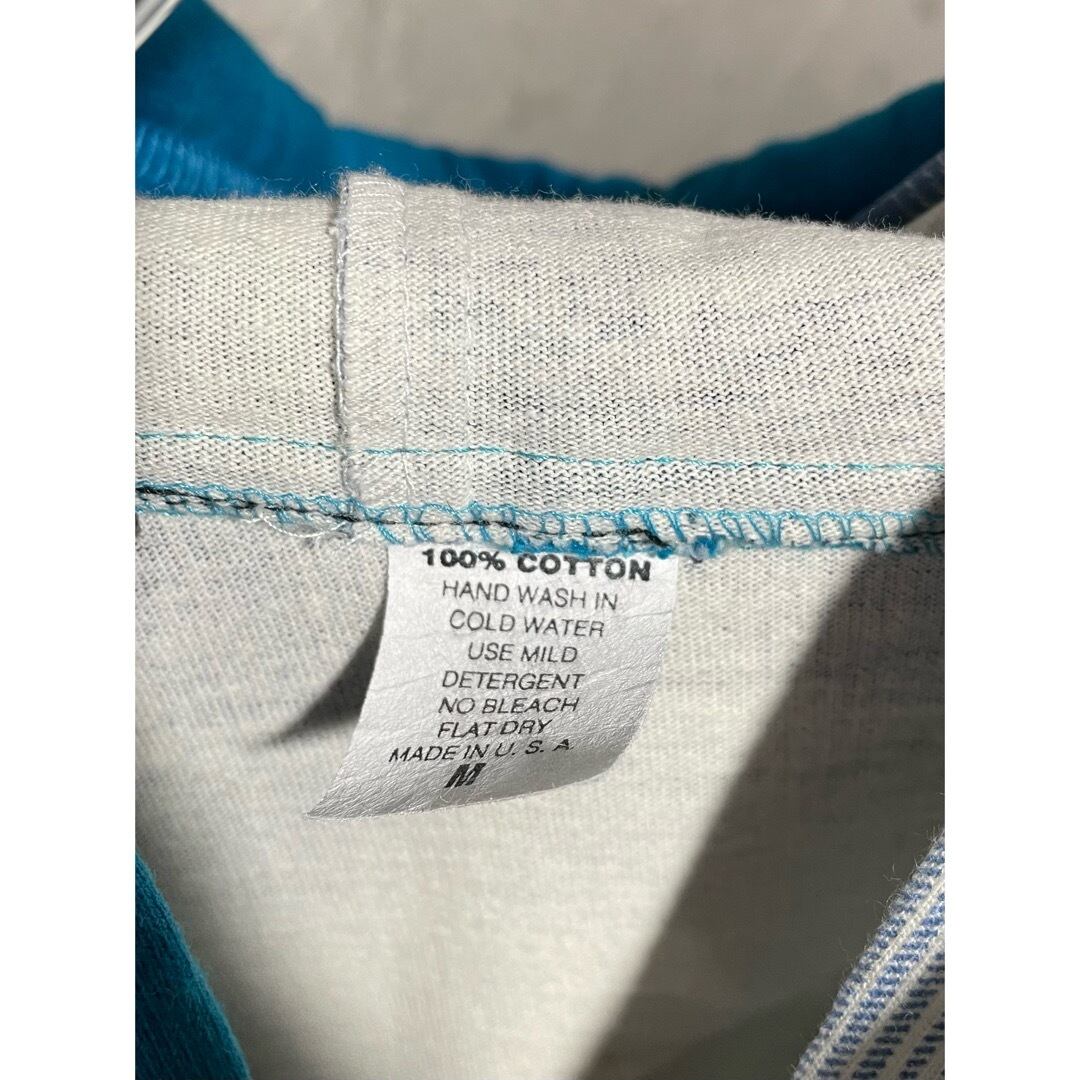 100% COTTON
HAND WASH IN
COLD WATER
USE MILD
DETERGENT
NO BLEACH
FLAT DRY
MADE IN U. S. A.
M